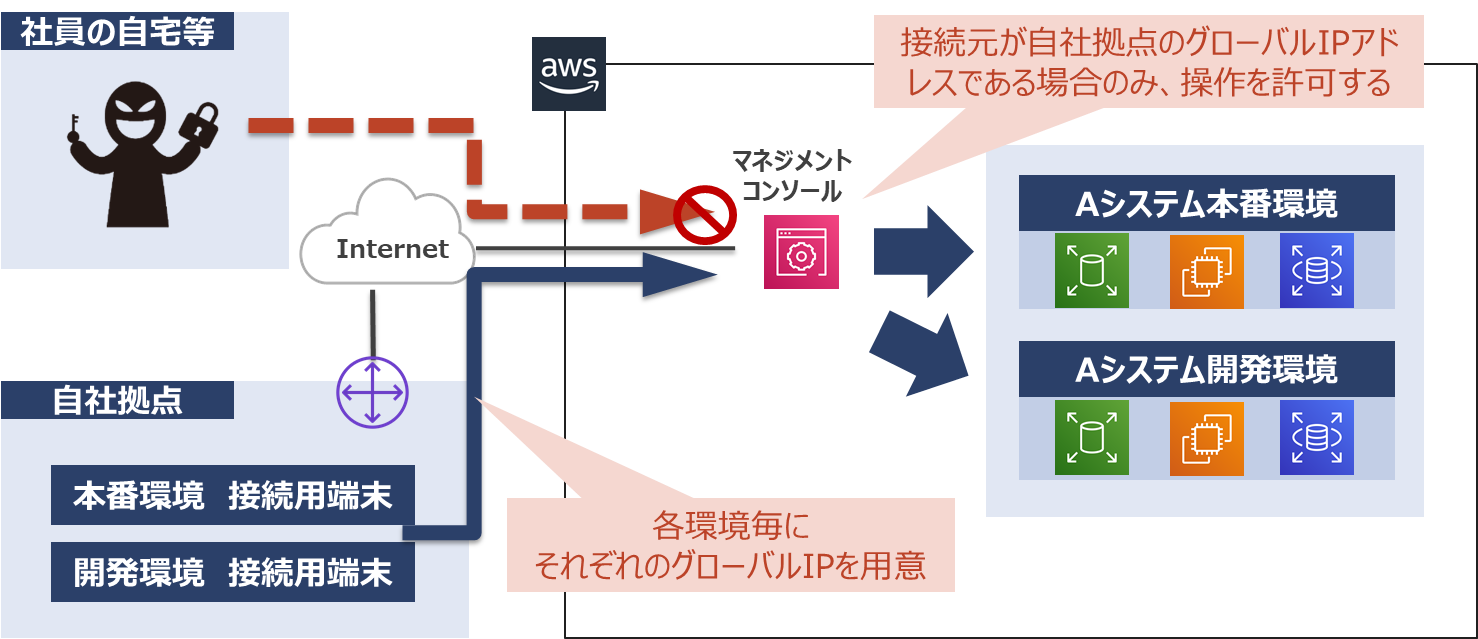 社員の自宅等
aws
接続元が自社拠点のグローバルIPアド
レスである場合のみ、操作を許可する
マネジメント
コンソール
Internet
Aシステム本番環境
Aシステム開発環境
自社拠点
本番環境 接続用端末
開発環境 接続用端末
各環境毎に
それぞれのグローバルIPを用意